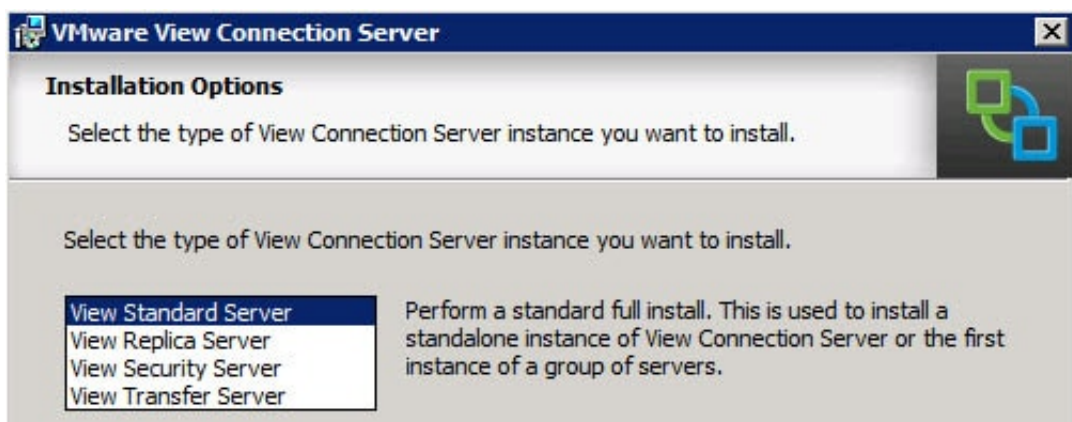 VMware View Connection Server
Installation Options
Select the type of View Connection Server instance you want to install.
Select the type of View Connection Server instance you want to install.
View Standard Server
View Replica Server
View Security Server
View Transfer Server
Perform a standard full install. This is used to install a
standalone instance of View Connection Server or the first
instance of a group of servers.